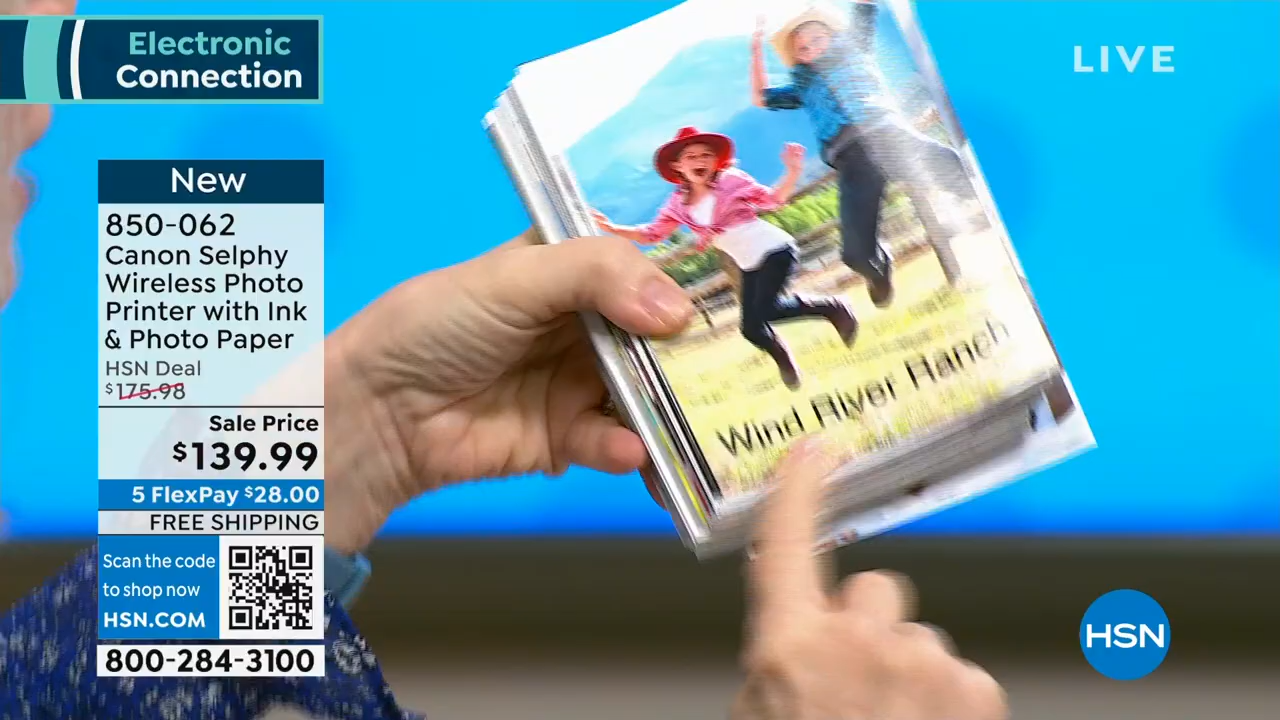 Electronic
Connection
LIVE
New
850-062
Canon Selphy
Wireless Photo
Printer with Ink
& Photo Paper
HSN Deal
$175.98
Sale Price
$139.99
5 FlexPay $28.00
FREE SHIPPING
Scan the code
to shop now
HSN.COM
800-284-3100
Wind River Ranch
HSN